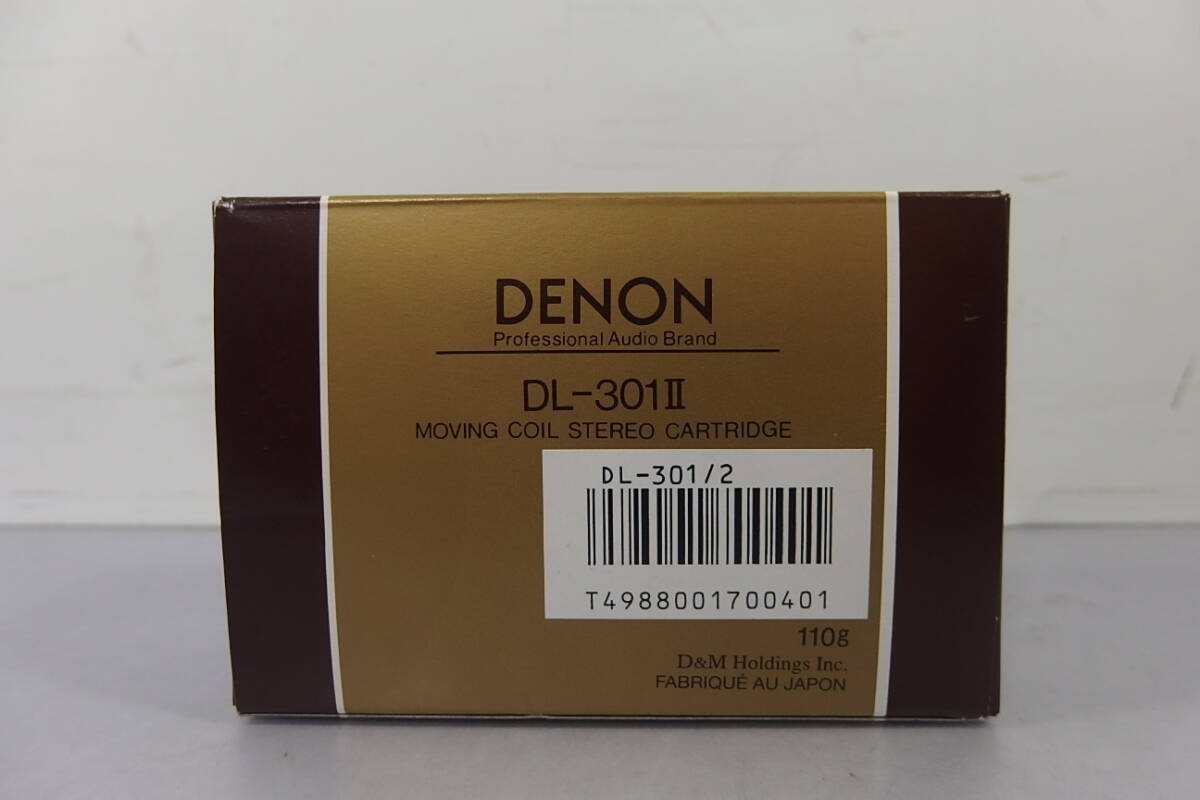 DENON
Professional Audio Brand
DL-301II
MOVING COIL STEREO CARTRIDGE
DL-301/2
T4988001700401
110g
D&M Holdings Inc.
FABRIQUÉ AU JAPON